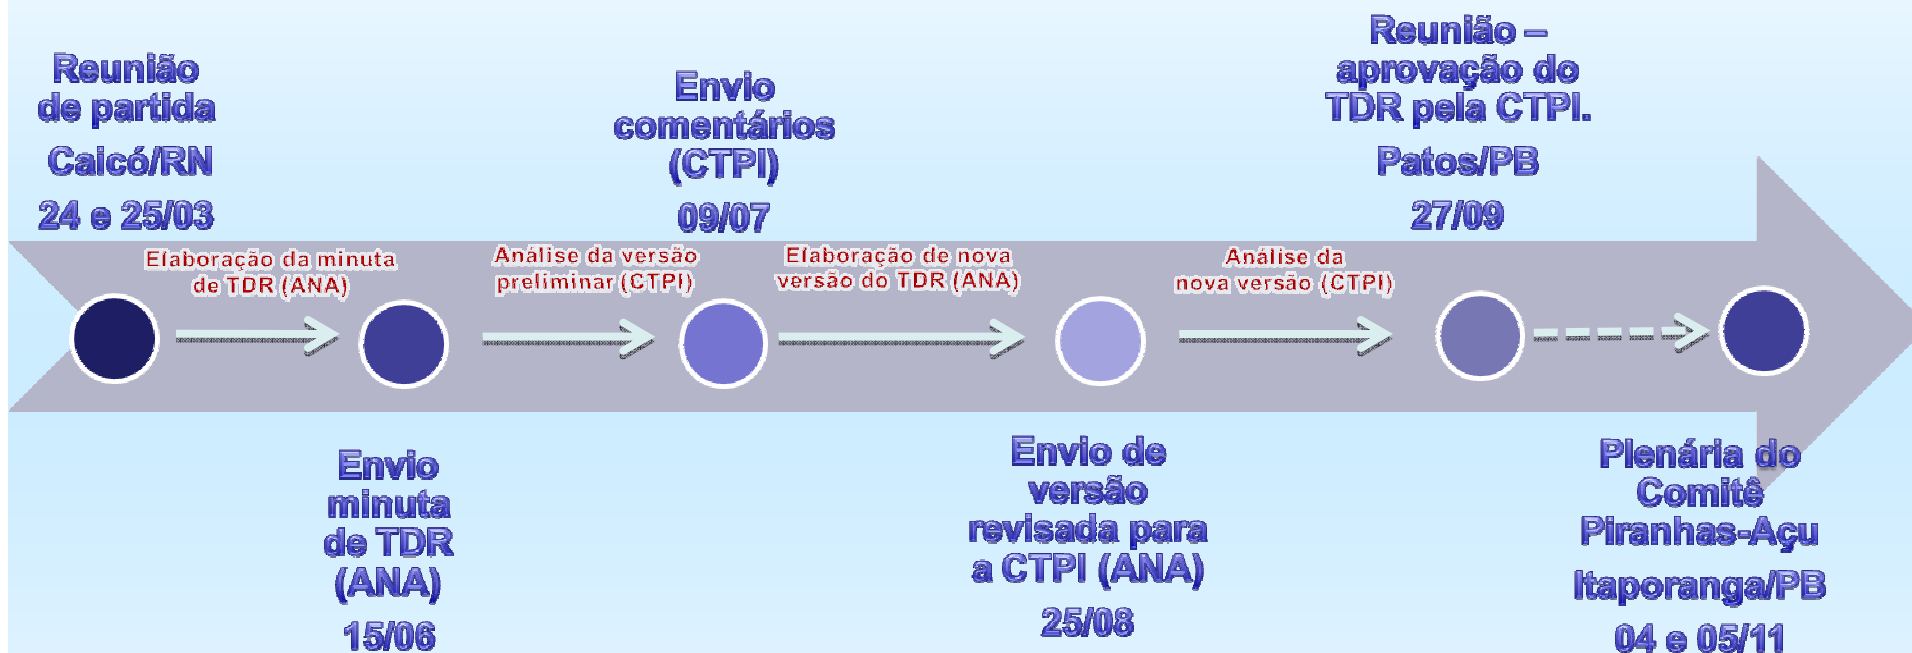 Reunião
de partida
Caicó/RN
24 e 25/03
Envio
comentários
(CTPI)
09/07
Reunião –
aprovação do
TDR pela CTPI.
Patos/PB
27/09
Elaboração da minuta
de TDR (ANA)
Análise da versão
preliminar (CTPI)
Elaboração de nova
versão do TDR (ANA)
Análise da
nova versão (CTPI)
Envio
minuta
de TDR
(ANA)
15/06
Envio de
versão
revisada para
a CTPI (ANA)
25/08
Plenária do
Comitê
Piranhas-Açu
Itaporanga/PB
04 e 05/11